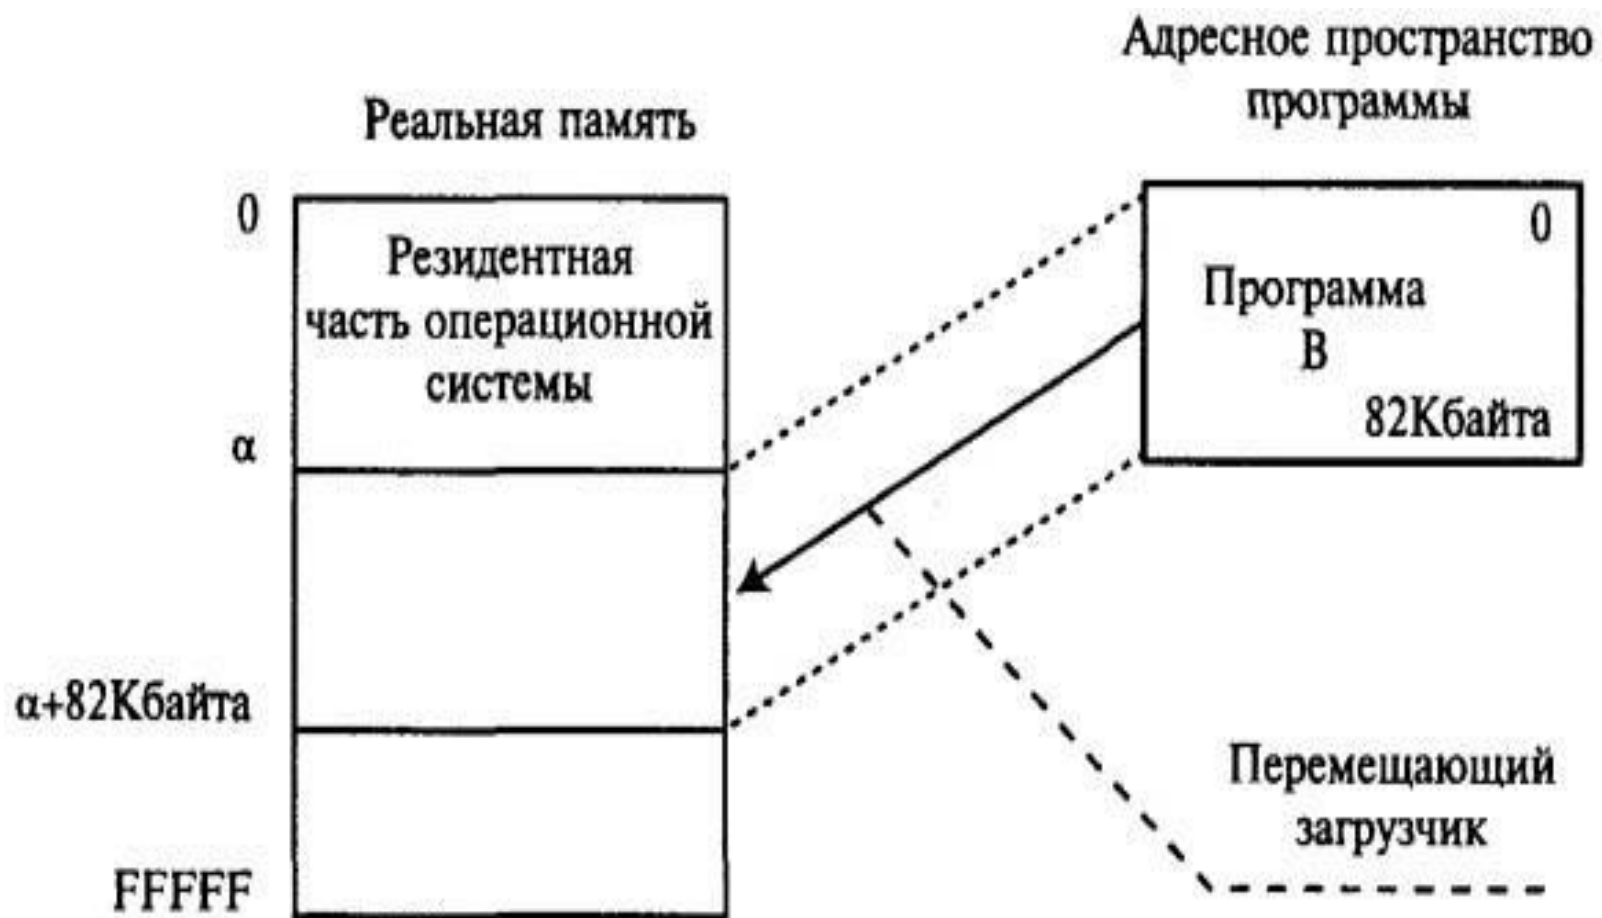 Адресное пространство
программы
Реальная память
0
Резидентная
часть операционной
системы
α
0
Программа
В
82Кбайта
α+82Кбайта
Перемещающий
загрузчик
FFFFF